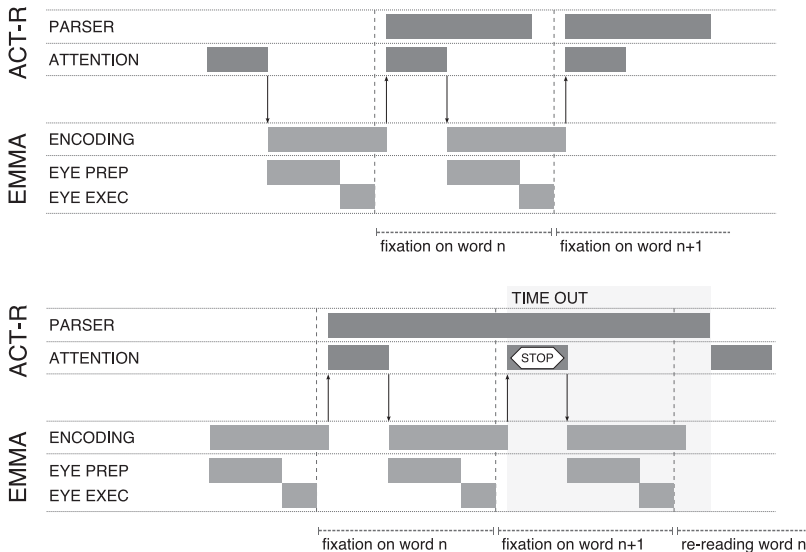 ACT-R
PARSER
ATTENTION
EMMA
ENCODING
EYE PREP
EYE EXEC
fixation on word n
fixation on word n+1
TIME OUT
ACT-R
PARSER
ATTENTION
STOP
EMMA
ENCODING
EYE PREP
EYE EXEC
fixation on word n
fixation on word n+1
re-reading word n